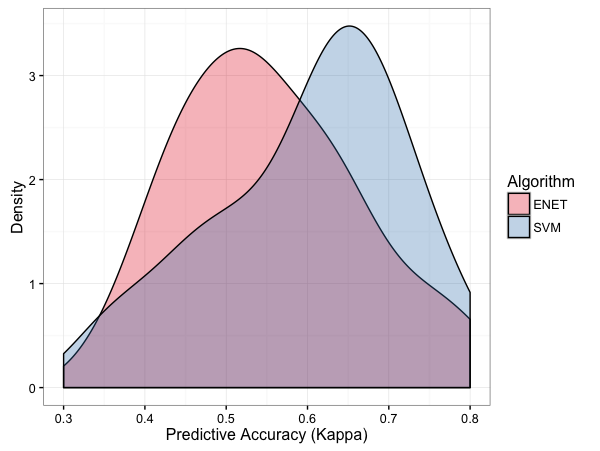 Density
3
2
1
0
0.3 0.4 0.5 0.6 0.7 0.8
Predictive Accuracy (Kappa)
Algorithm
ENET
SVM